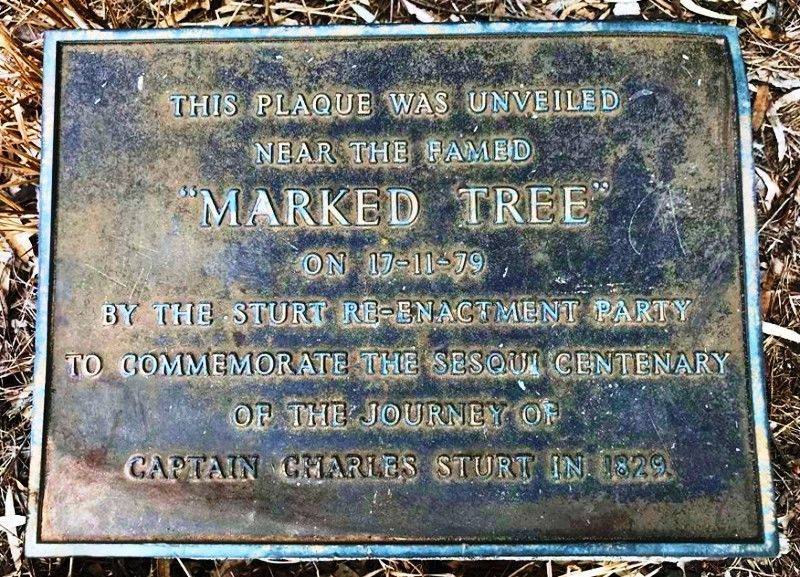 THIS PLAQUE WAS UNVEILED
NEAR THE FAMED
"MARKED TREE"
ON 17-11-79
BY THE STURT RE-ENACTMENT PARTY
TO COMMEMORATE THE SESQUI CENTENARY
OF THE JOURNEY OF
CAPTAIN CHARLES STURT IN 1829.